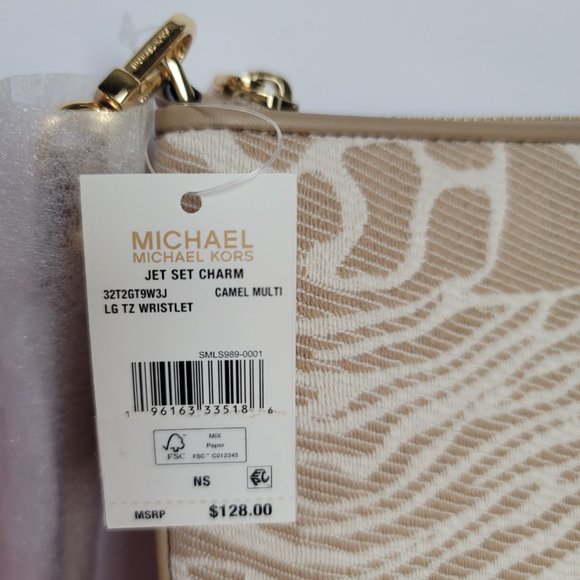 MICHAEL
MICHAEL KORS
JET SET CHARM
32T2GT9W3J CAMEL MULTI
LG TZ WRISTLET
SMLS989-0001
1 96163 33518 6
FSC
MIX
Paper
FSC™ C012345
NS
MSRP $128.00